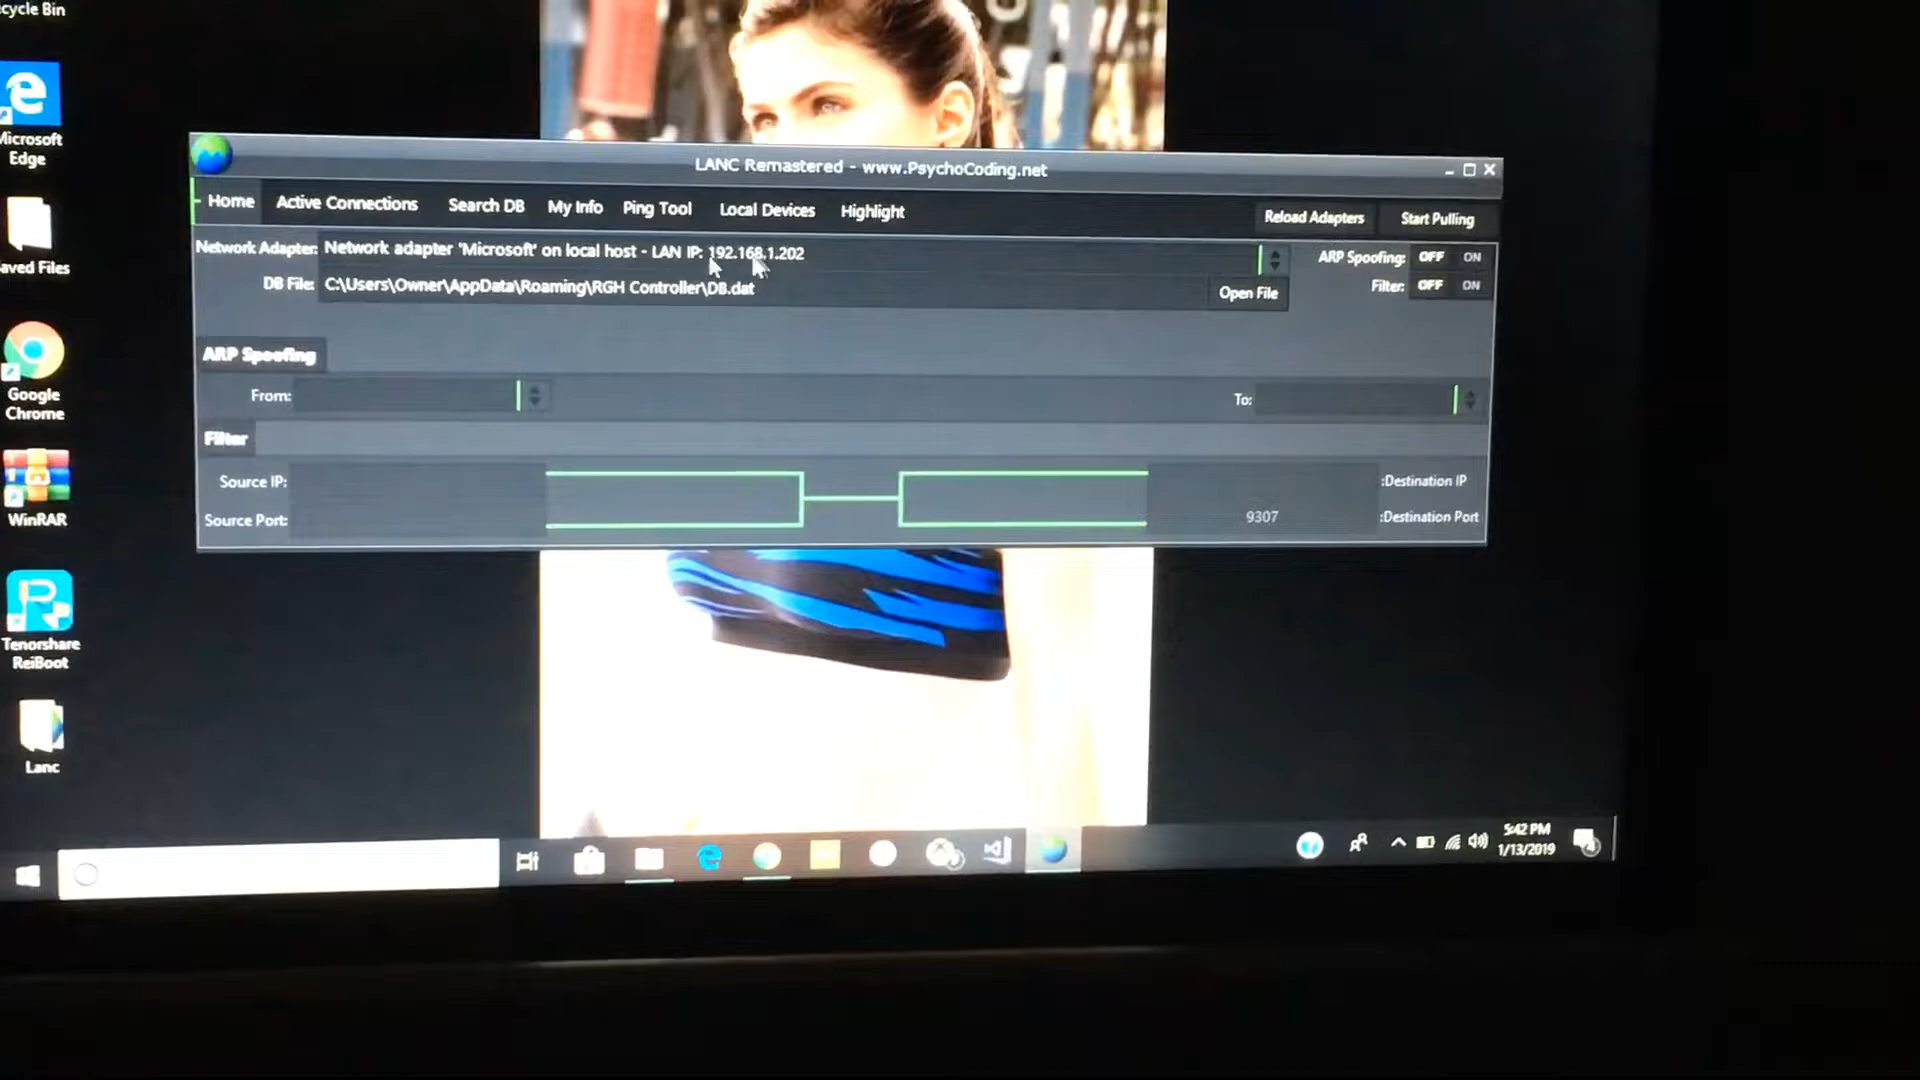 cycle Bin
Microsoft
Edge
aved Files
Google
Chrome
WinRAR
Tenorshare
ReiBoot
Lanc
LANC Remastered - www.PsychoCoding.net
Home Active Connections Search DB My Info Ping Tool Local Devices Highlight Reload Adapters Start Pulling
Network Adapter: Network adapter 'Microsoft' on local host - LAN IP: 192.168.1.202 ARP Spoofing: OFF ON
DB File: C:\Users\Owner\AppData\Roaming\RGH Controller\DB.dat Open File Filter: OFF ON
ARP Spoofing
From: To:
Filter
Source IP: :Destination IP
Source Port: 9307 :Destination Port
5:42 PM
1/13/2019